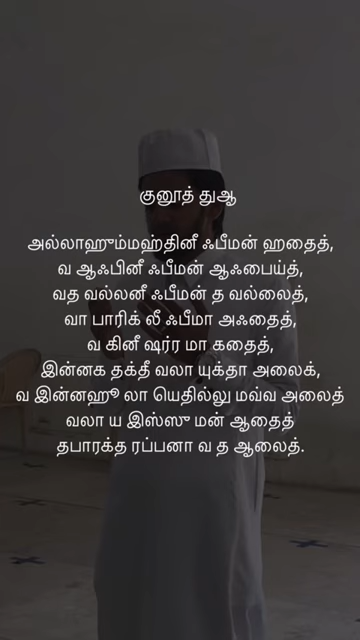 குனூத் துஆ
அல்லாஹும்மஹ்தினீ ஃபீமன் ஹதைத்,
வ ஆஃபினீ ஃபீமன் ஆஃபைய்த்,
வத வல்லனீ ஃபீமன் த வல்லைத்,
வா பாரிக் லீ ஃபீமா அஃதைத்,
வ கினீ ஷர்ர மா கதைத்,
இன்னக தக்தீ வலா யுக்தா அலைக்,
வ இன்னஹூ லா யெதில்லு மவ்வ அலைத்
வலா ய இஸ்ஸு மன் ஆதைத்
தபாரக்த ரப்பனா வ த ஆலைத்.